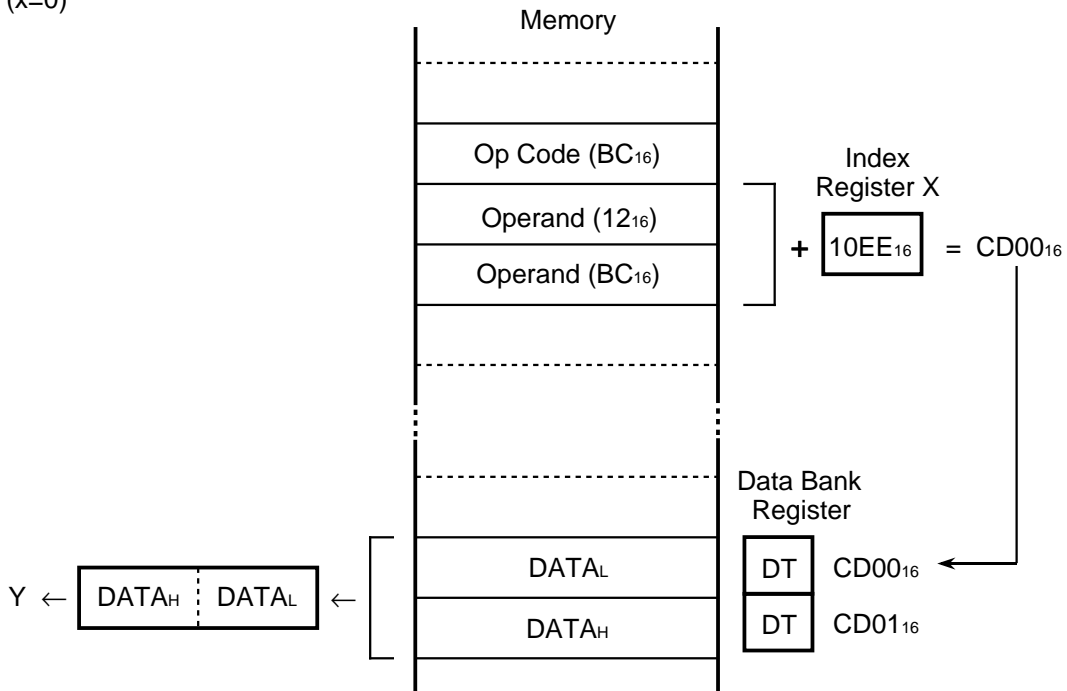 (x=0)
Memory
Op Code (BC₁₆)
Index
Register X
Operand (12₁₆)
+ 10EE₁₆ = CD00₁₆
Operand (BC₁₆)
Data Bank
Register
DATAL
DT CD00₁₆
Y ← DATAH DATAL ←
DATAH
DT CD01₁₆